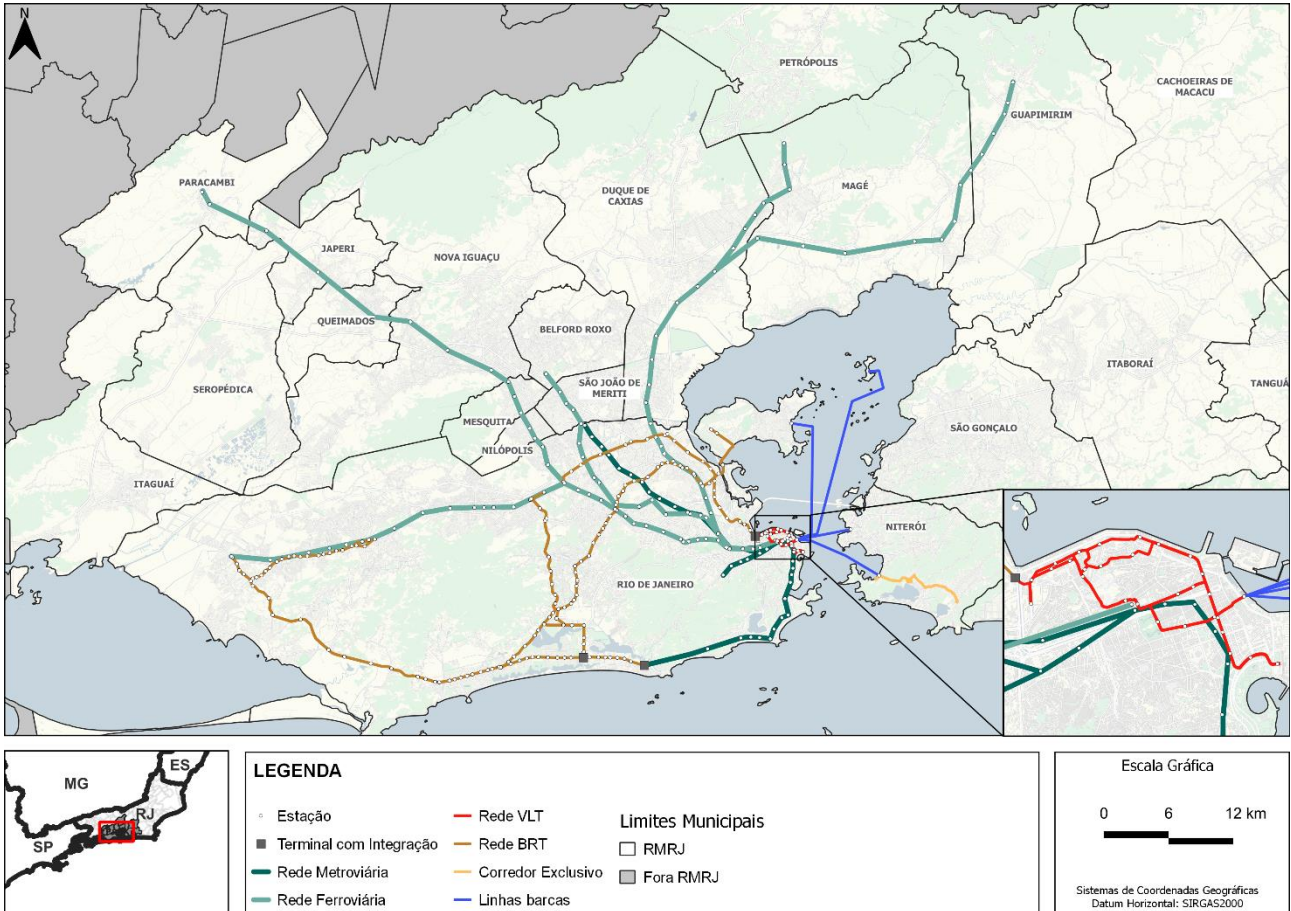 N
PETRÓPOLIS
CACHOEIRAS DE
MACACU
GUAPIMIRIM
PARACAMBI
DUQUE DE
CAXIAS
MAGÉ
JAPERI
NOVA IGUAÇU
QUEIMADOS
BELFORD ROXO
ITABORAÍ
SEROPÉDICA
SÃO JOÃO DE
MERITI
TANGUÁ
MESQUITA
SÃO GONÇALO
NILÓPOLIS
ITAGUAÍ
NITERÓI
RIO DE JANEIRO
MG
ES
RJ
SP
LEGENDA
Estação
Terminal com Integração
Rede Metroviária
Rede Ferroviária
Rede VLT
Rede BRT
Corredor Exclusivo
Linhas barcas
Limites Municipais
RMRJ
Fora RMRJ
Escala Gráfica
0 6 12 km
Sistemas de Coordenadas Geográficas
Datum Horizontal: SIRGAS2000